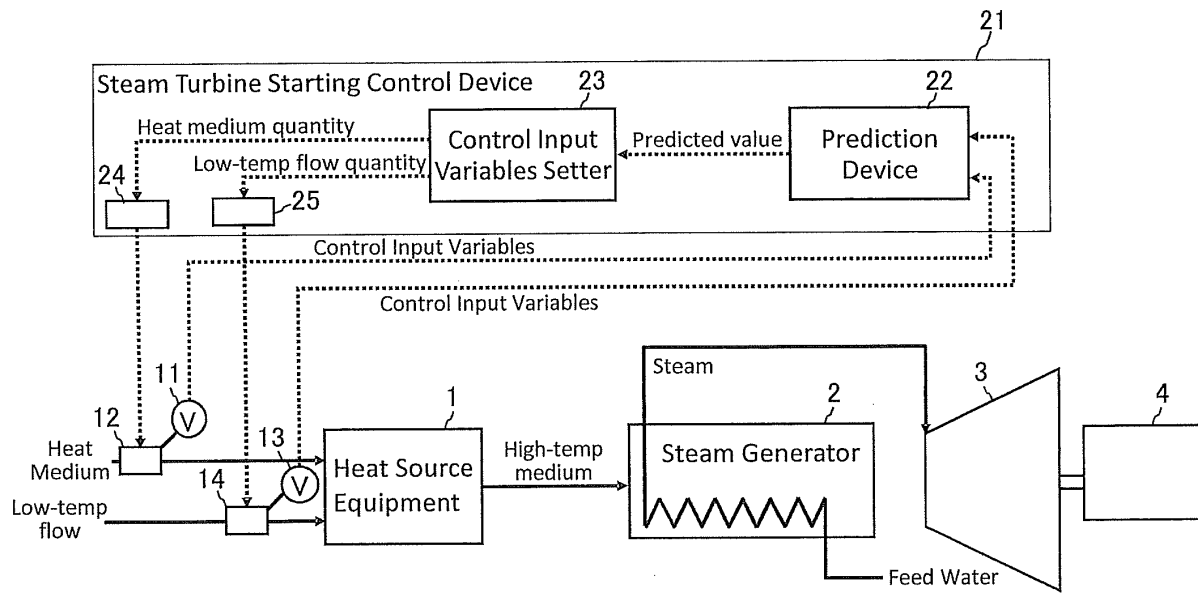 21
Steam Turbine Starting Control Device
23
22
Heat medium quantity
Control Input
Variables Setter
Predicted value
Prediction
Device
Low-temp flow quantity
24
25
Control Input Variables
Control Input Variables
11
V
12
Heat
Medium
13
V
14
Low-temp
flow
1
Heat Source
Equipment
High-temp
medium
Steam
2
Steam Generator
Feed Water
3
4